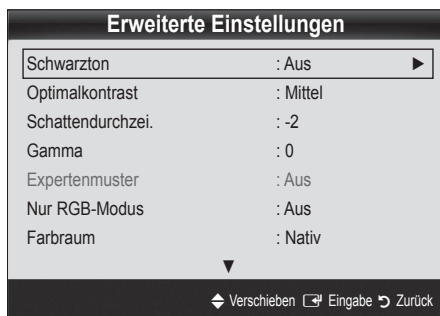 Erweiterte Einstellungen
Schwarzton : Aus ►
Optimalkontrast : Mittel
Schattendurchzei. : -2
Gamma : 0
Expertenmuster : Aus
Nur RGB-Modus : Aus
Farbraum : Nativ
▼
Verschieben Eingabe Zurück